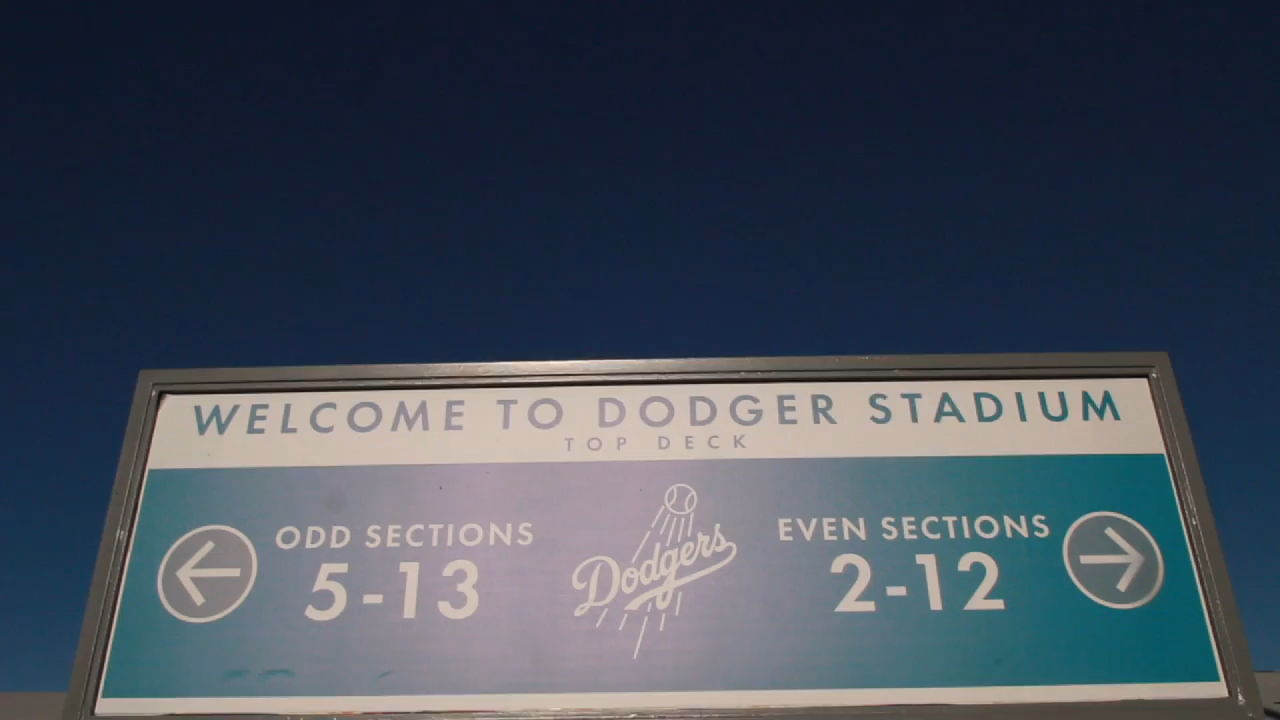 WELCOME TO DODGER STADIUM
TOP DECK
ODD SECTIONS
5-13
Dodgers
EVEN SECTIONS
2-12